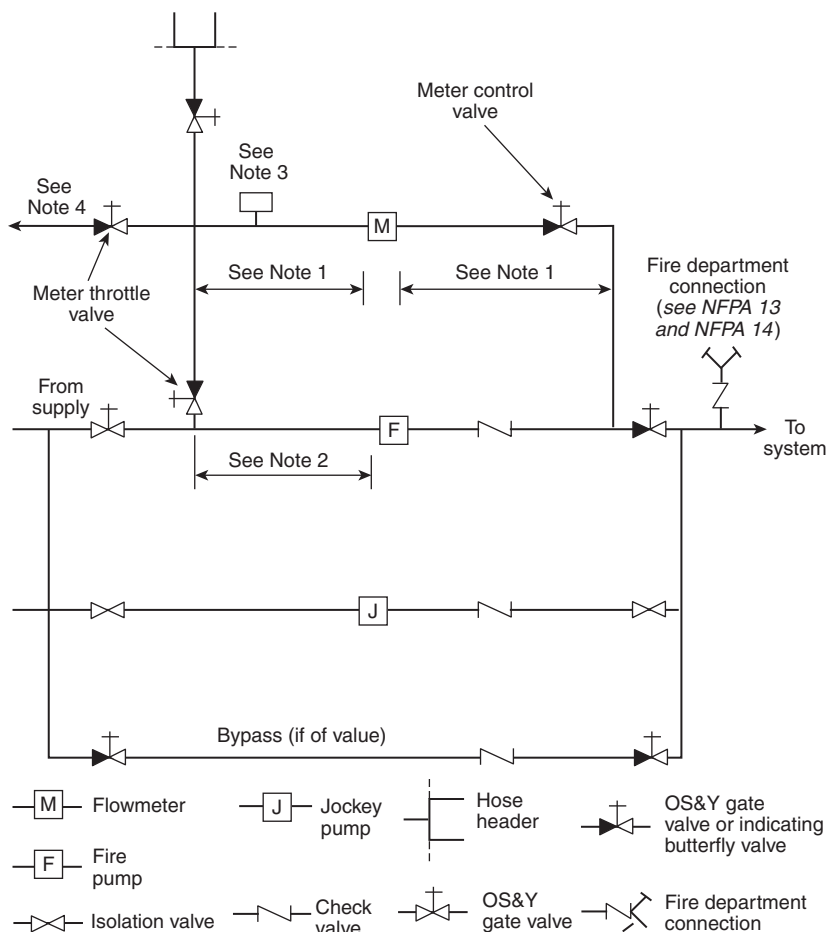 Meter control
valve
See
Note 3
See
Note 4
M
See Note 1
See Note 1
Meter throttle
valve
Fire department
connection
(see NFPA 13
and NFPA 14)
From
supply
F
To
system
See Note 2
J
Bypass (if of value)
M
Flowmeter
J
Jockey
pump
Hose
header
OS&Y gate
valve or indicating
butterfly valve
F
Fire
pump
Isolation valve
Check
valve
OS&Y
gate valve
Fire department
connection